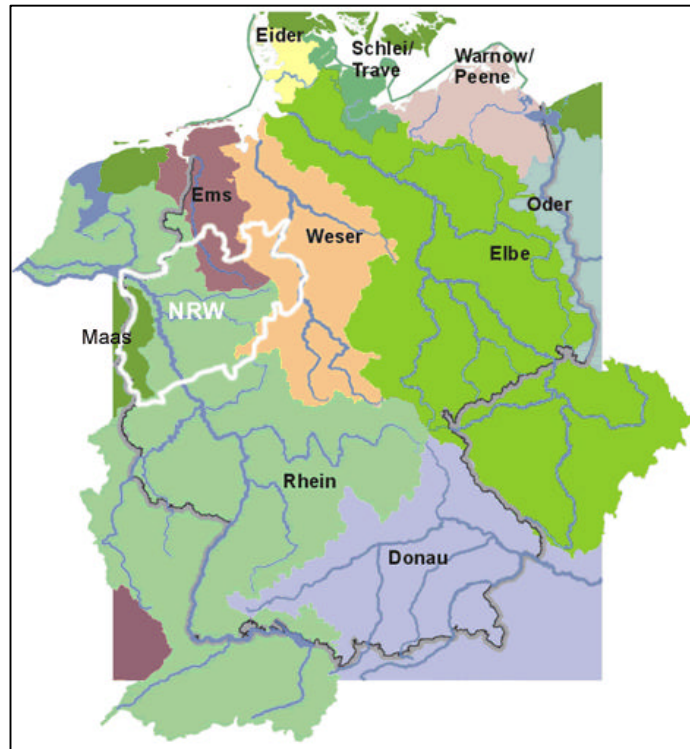 Eider
Schlei/
Trave
Warnow/
Peene
Ems
Oder
Weser
Elbe
NRW
Maas
Rhein
Donau